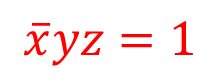 x̄yz = 1